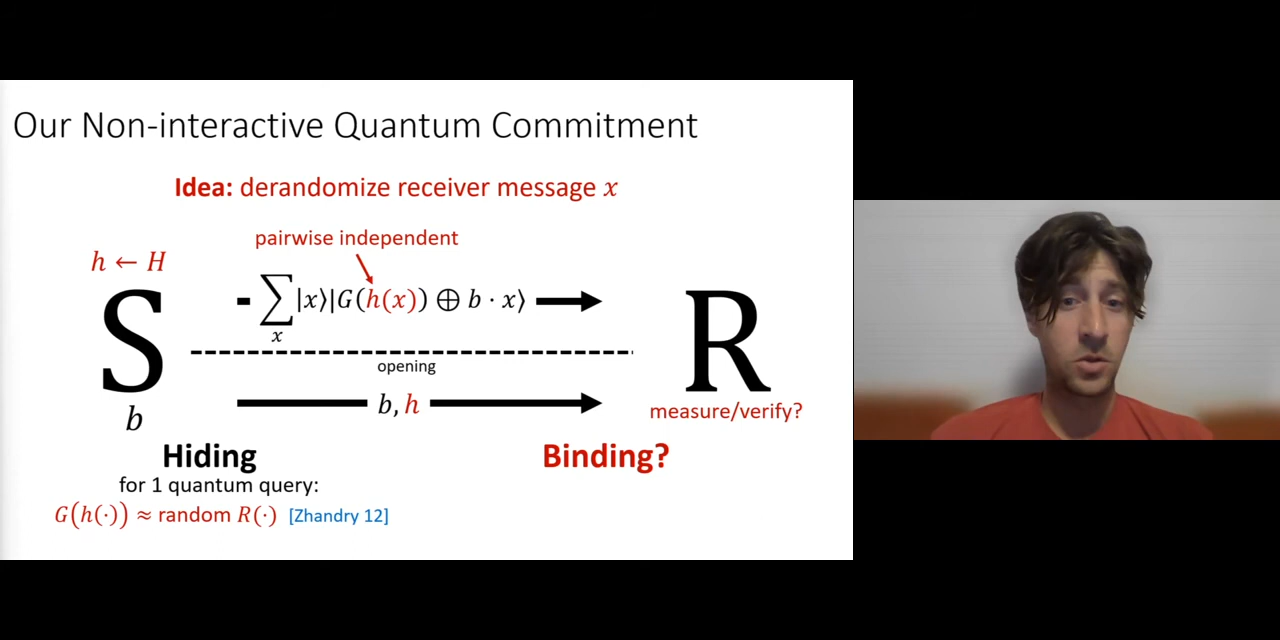 Our Non-interactive Quantum Commitment
Idea: derandomize receiver message x
pairwise independent
h ← H
∑ |x⟩|G(h(x)) ⊕ b · x⟩
x
S
R
opening
b, h
b
measure/verify?
Hiding
Binding?
for 1 quantum query:
G(h(·)) ≈ random R(·) [Zhandry 12]